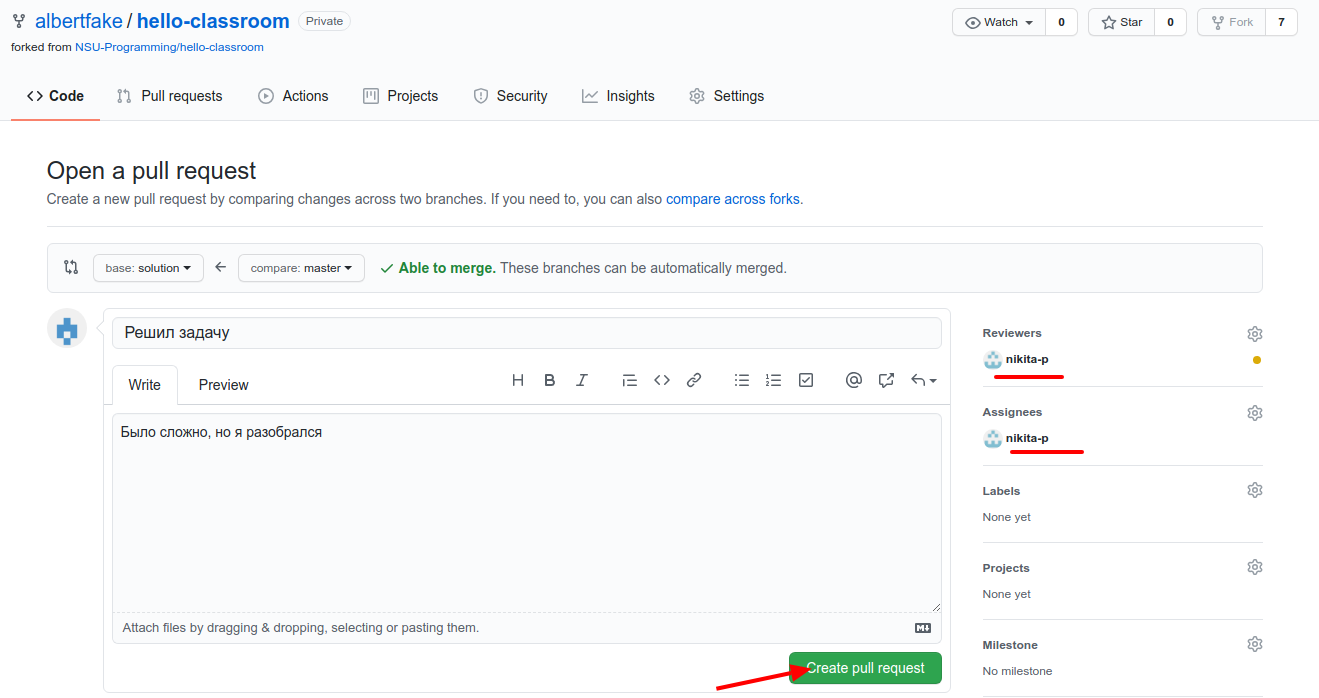 albertfake / hello-classroom Private Watch 0 Star 0 Fork 7
forked from NSU-Programming/hello-classroom
Code Pull requests Actions Projects Security Insights Settings
Open a pull request
Create a new pull request by comparing changes across two branches. If you need to, you can also compare across forks.
base: solution compare: master Able to merge. These branches can be automatically merged.
Решил задачу
Write Preview
Было сложно, но я разобрался
Attach files by dragging & dropping, selecting or pasting them.
Create pull request
Reviewers
nikita-p
Assignees
nikita-p
Labels
None yet
Projects
None yet
Milestone
No milestone